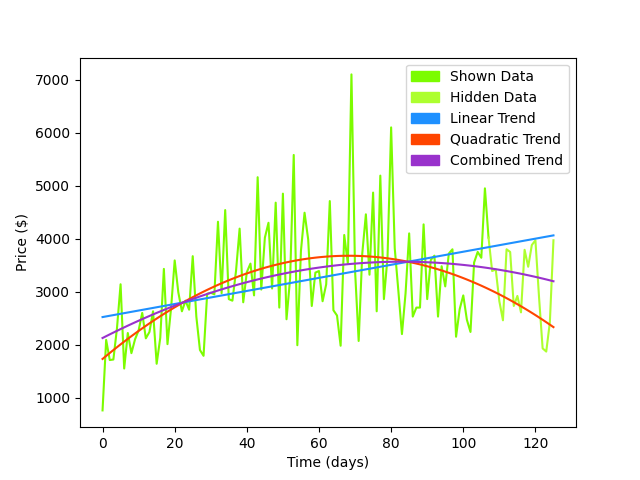 Shown Data
Hidden Data
Linear Trend
Quadratic Trend
Combined Trend
7000
6000
5000
4000
3000
2000
1000
Price ($)
0 20 40 60 80 100 120
Time (days)